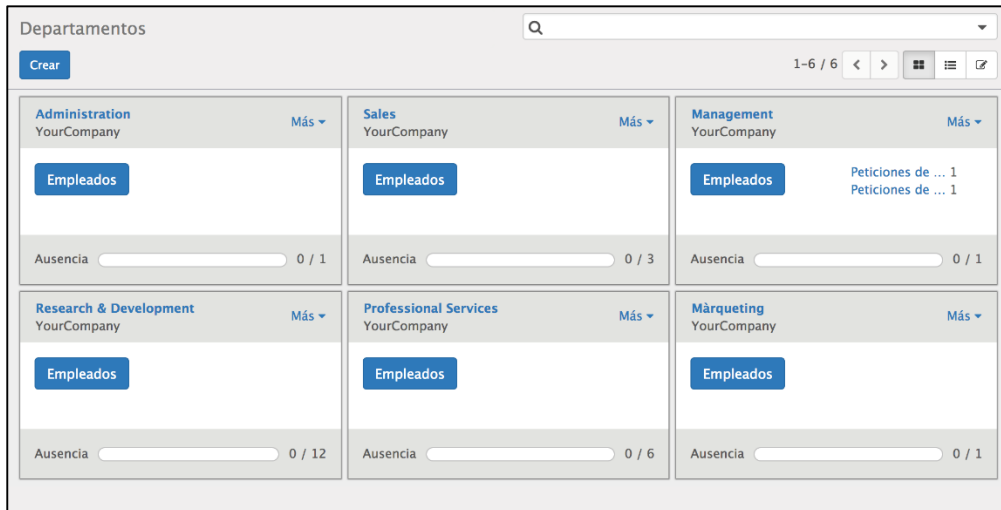 Departamentos
Crear
1-6 / 6
Administration
YourCompany
Más
Empleados
Ausencia 0 / 1
Sales
YourCompany
Más
Empleados
Ausencia 0 / 3
Management
YourCompany
Más
Empleados
Peticiones de ... 1
Peticiones de ... 1
Ausencia 0 / 1
Research & Development
YourCompany
Más
Empleados
Ausencia 0 / 12
Professional Services
YourCompany
Más
Empleados
Ausencia 0 / 6
Màrqueting
YourCompany
Más
Empleados
Ausencia 0 / 1